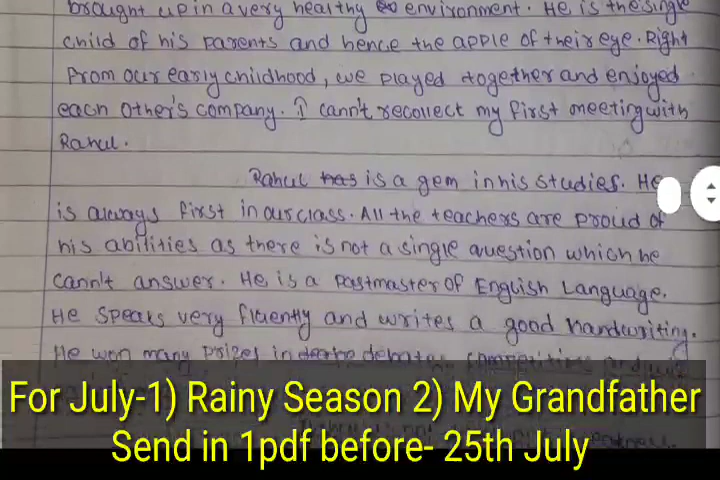 brought up in a very healthy environment. He is the single
child of his parents and hence the apple of their eye. Right
from our early childhood, we played together and enjoyed
each other's company. I cann't recollect my first meeting with
Rahul.
Rahul has is a gem in his studies. He
is always first in our class. All the teachers are proud of
his abilities as there is not a single question which he
cann't answer. He is a pastmaster of English Language.
He speaks very fluently and writes a good handwriting.
He won many prizes in debate
For July-1) Rainy Season 2) My Grandfather
Send in 1pdf before- 25th July